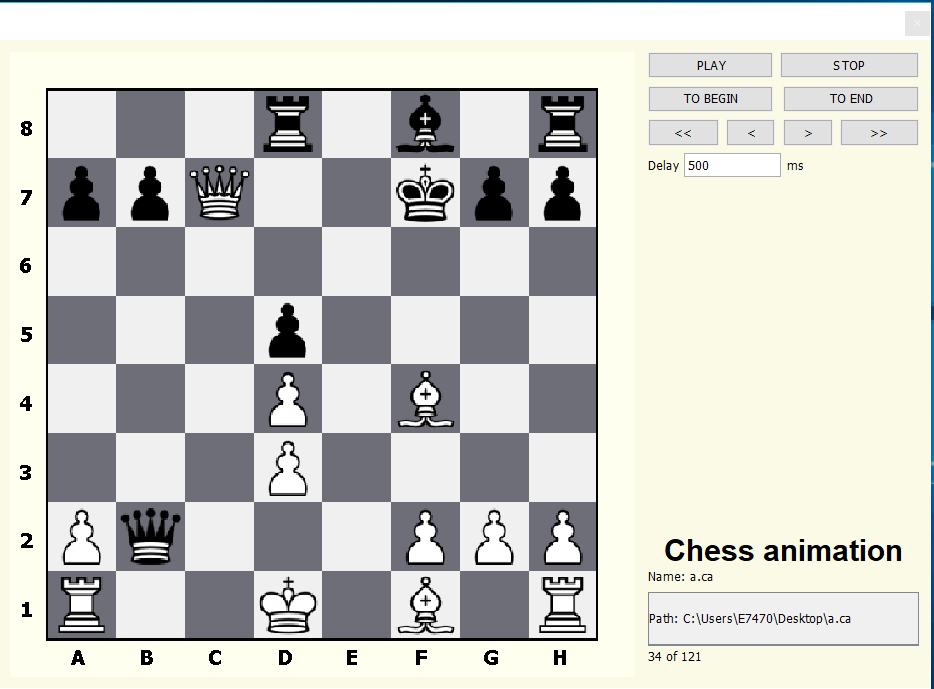 PLAY STOP
TO BEGIN TO END
<< < > >>
Delay 500 ms
8
7
6
5
4
3
2
1
A B C D E F G H
Chess animation
Name: a.ca
Path: C:\Users\E7470\Desktop\a.ca
34 of 121